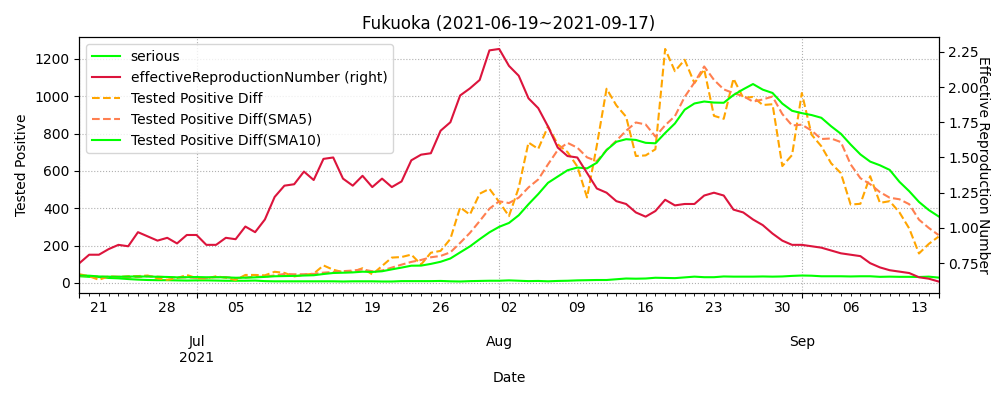 Fukuoka (2021-06-19~2021-09-17)
serious
effectiveReproductionNumber (right)
Tested Positive Diff
Tested Positive Diff(SMA5)
Tested Positive Diff(SMA10)
Tested Positive
1200
1000
800
600
400
200
0
2.25
2.00
1.75
1.50
1.25
1.00
0.75
Effective Reproduction Number
21 28 05 12 19 26 02 09 16 23 30 06 13
Jul Aug Sep
2021
Date